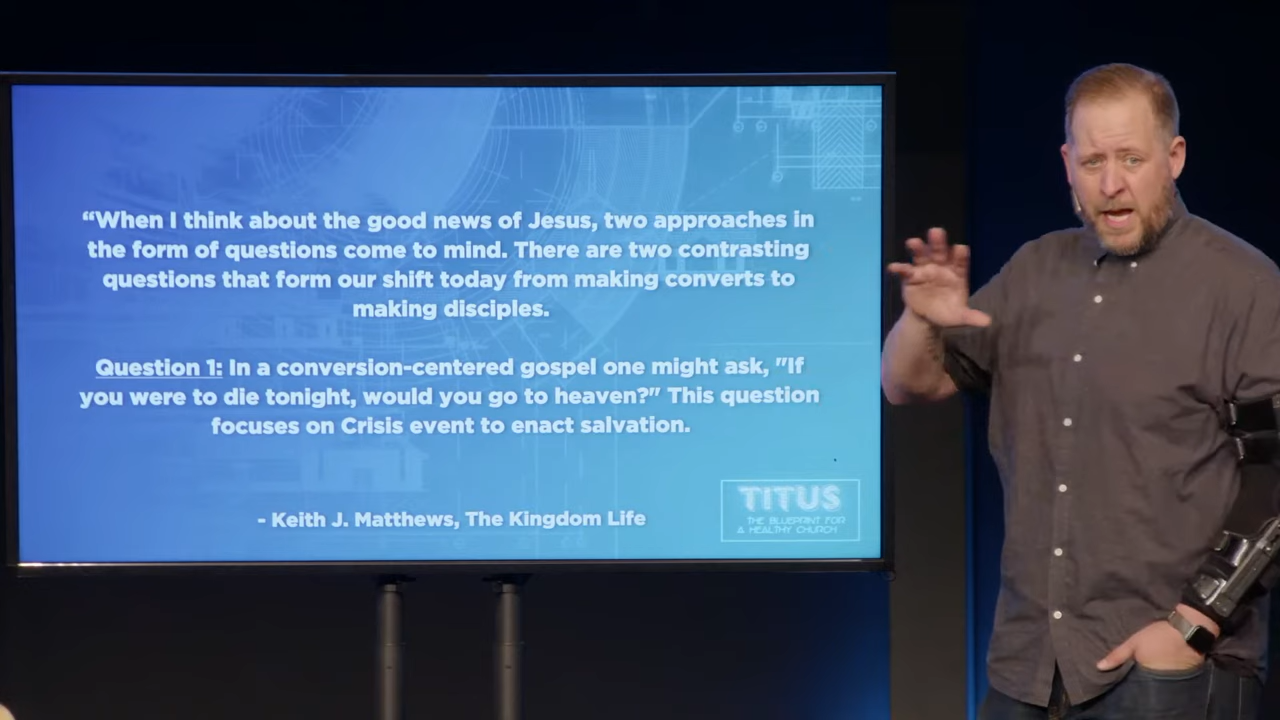 “When I think about the good news of Jesus, two approaches in
the form of questions come to mind. There are two contrasting
questions that form our shift today from making converts to
making disciples.
Question 1: In a conversion-centered gospel one might ask, "If
you were to die tonight, would you go to heaven?" This question
focuses on Crisis event to enact salvation.
- Keith J. Matthews, The Kingdom Life
TITUS
THE BLUEPRINT FOR
A HEALTHY CHURCH